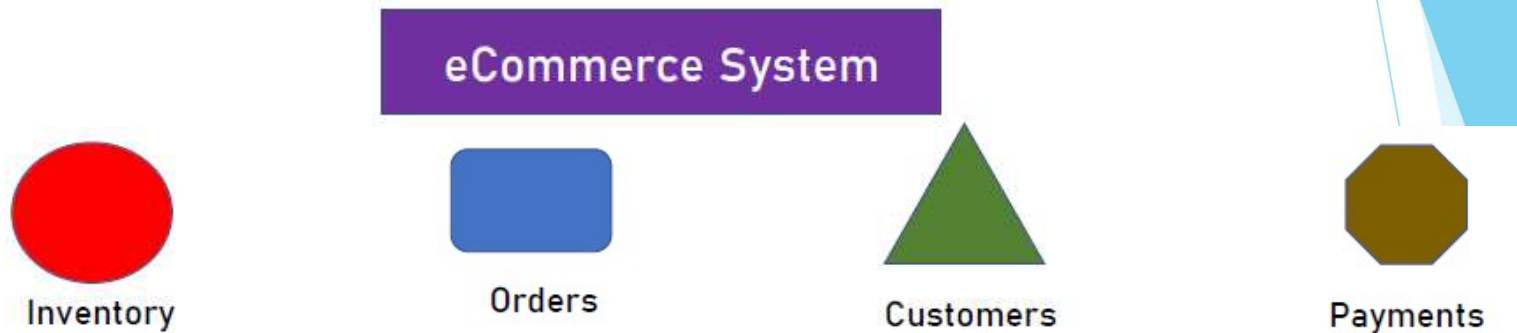 eCommerce System
Inventory
Orders
Customers
Payments